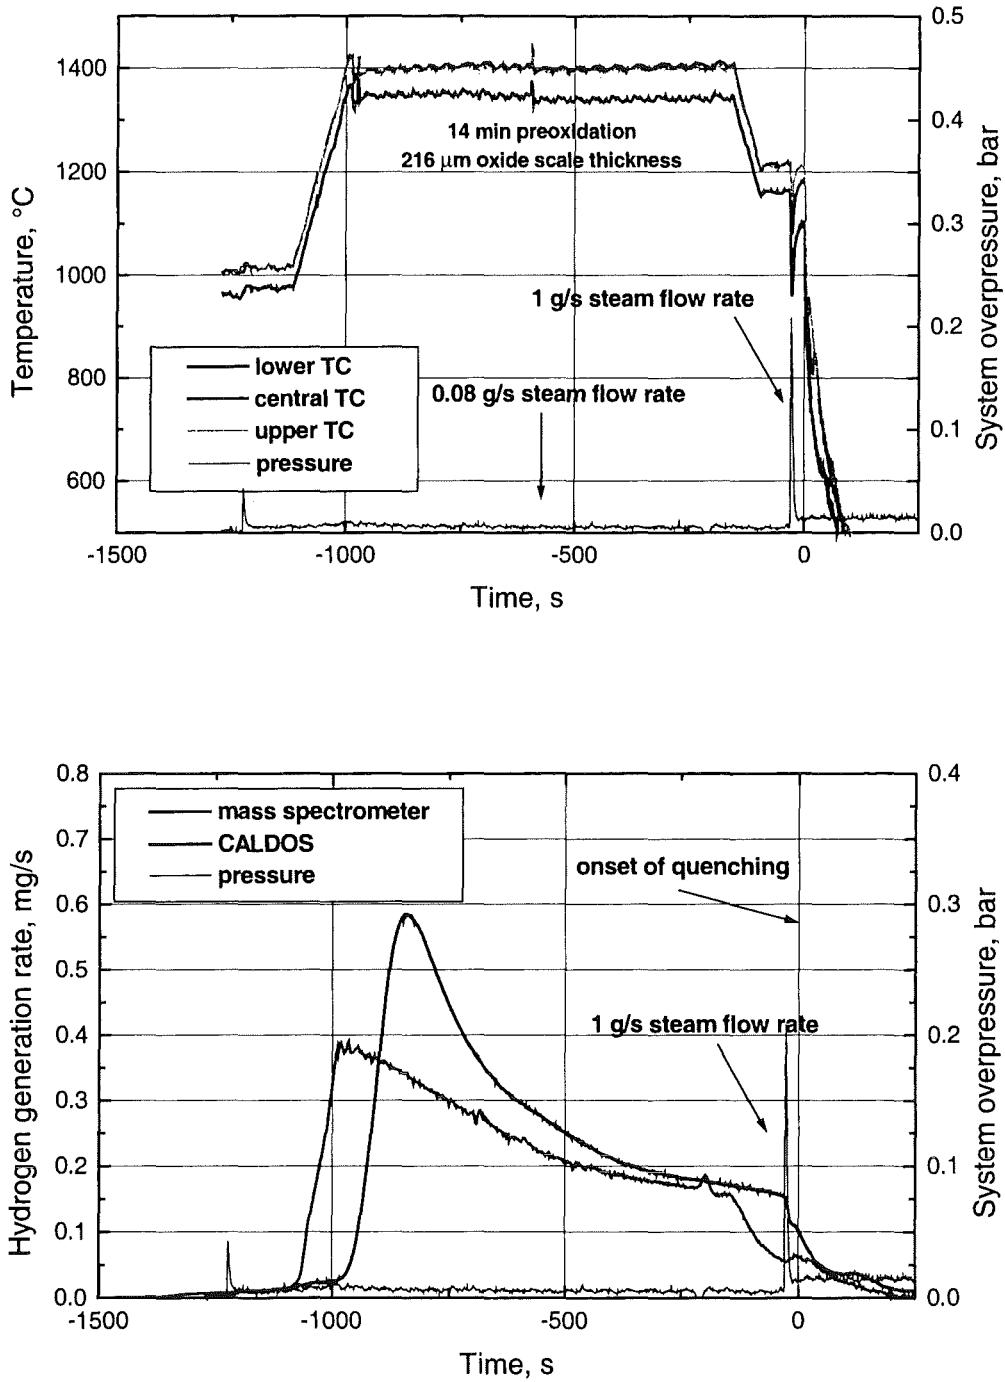 0.5
1400
0.4
14 min preoxidation
216 µm oxide scale thickness
1200
0.3
1000
1 g/s steam flow rate
0.2
lower TC
800
central TC
0.08 g/s steam flow rate
upper TC
0.1
pressure
600
0.0
-1500
-1000
-500
0
Temperature, °C
System overpressure, bar
Time, s
0.8
0.4
mass spectrometer
0.7
CALDOS
pressure
onset of quenching
0.6
0.3
0.5
1 g/s steam flow rate
0.4
0.2
0.3
0.2
0.1
0.1
0.0
0.0
-1500
-1000
-500
0
Hydrogen generation rate, mg/s
System overpressure, bar
Time, s